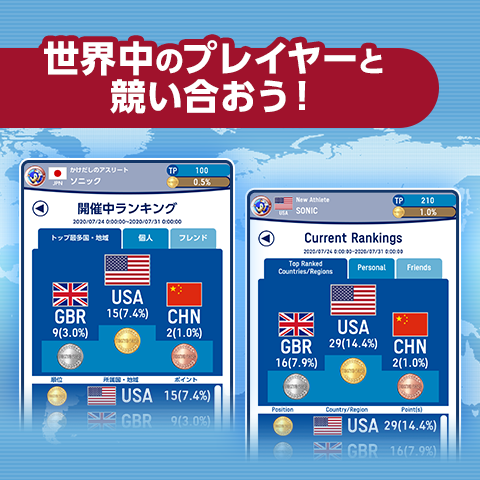 世界中のプレイヤーと
競い合おう!
かけだしのアスリート
ソニック
JPN
TP 100
0.5%
開催中ランキング
2020/07/24 0:00:00~2020/07/31 0:00:00
トップ最多国・地域 個人 フレンド
USA
15(7.4%)
GBR
9(3.0%)
CHN
2(1.0%)
順位 所属国・地域 ポイント
USA 15(7.4%)
GBR 9(3.0%)
New Athlete
SONIC
USA
TP 210
1.0%
Current Rankings
2020/07/24 0:00:00~2020/07/31 0:00:00
Top Ranked
Countries/Regions
Personal Friends
USA
29(14.4%)
GBR
16(7.9%)
CHN
2(1.0%)
Position Country/Region Point(s)
USA 29(14.4%)